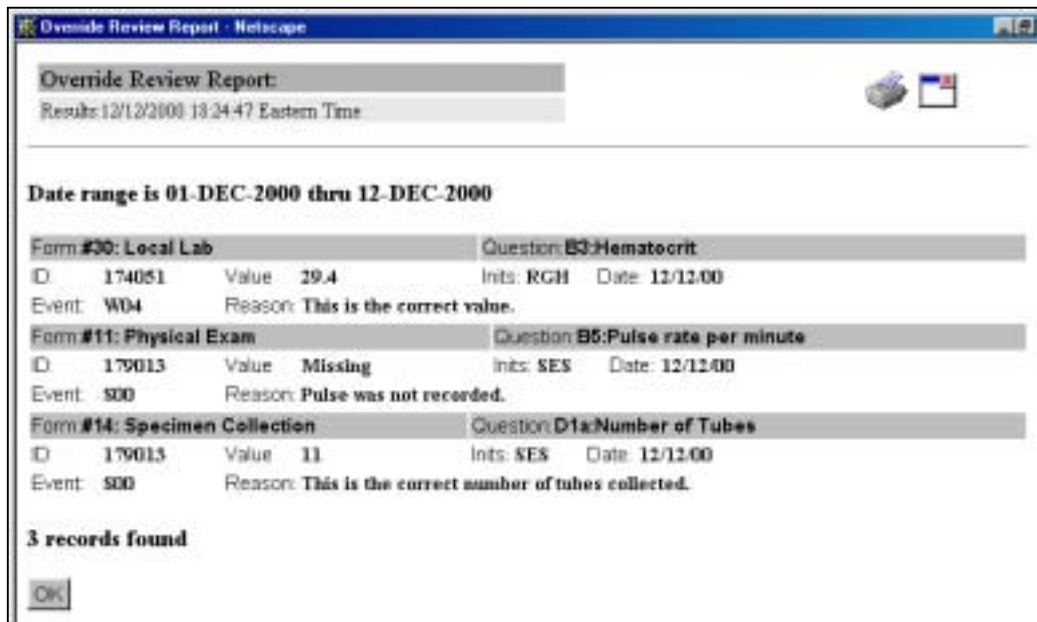 Override Review Report - Netscape
Override Review Report:
Results:12/12/2000 18:24:47 Eastern Time
Date range is 01-DEC-2000 thru 12-DEC-2000
Form:#30: Local Lab Question:B3:Hematocrit
ID: 174051 Value: 29.4 Inits: RGH Date: 12/12/00
Event: W04 Reason: This is the correct value.
Form:#11: Physical Exam Question:B5:Pulse rate per minute
ID: 179013 Value: Missing Inits: SES Date: 12/12/00
Event: S00 Reason: Pulse was not recorded.
Form:#14: Specimen Collection Question:D1a:Number of Tubes
ID: 179013 Value: 11 Inits: SES Date: 12/12/00
Event: S00 Reason: This is the correct number of tubes collected.
3 records found
OK